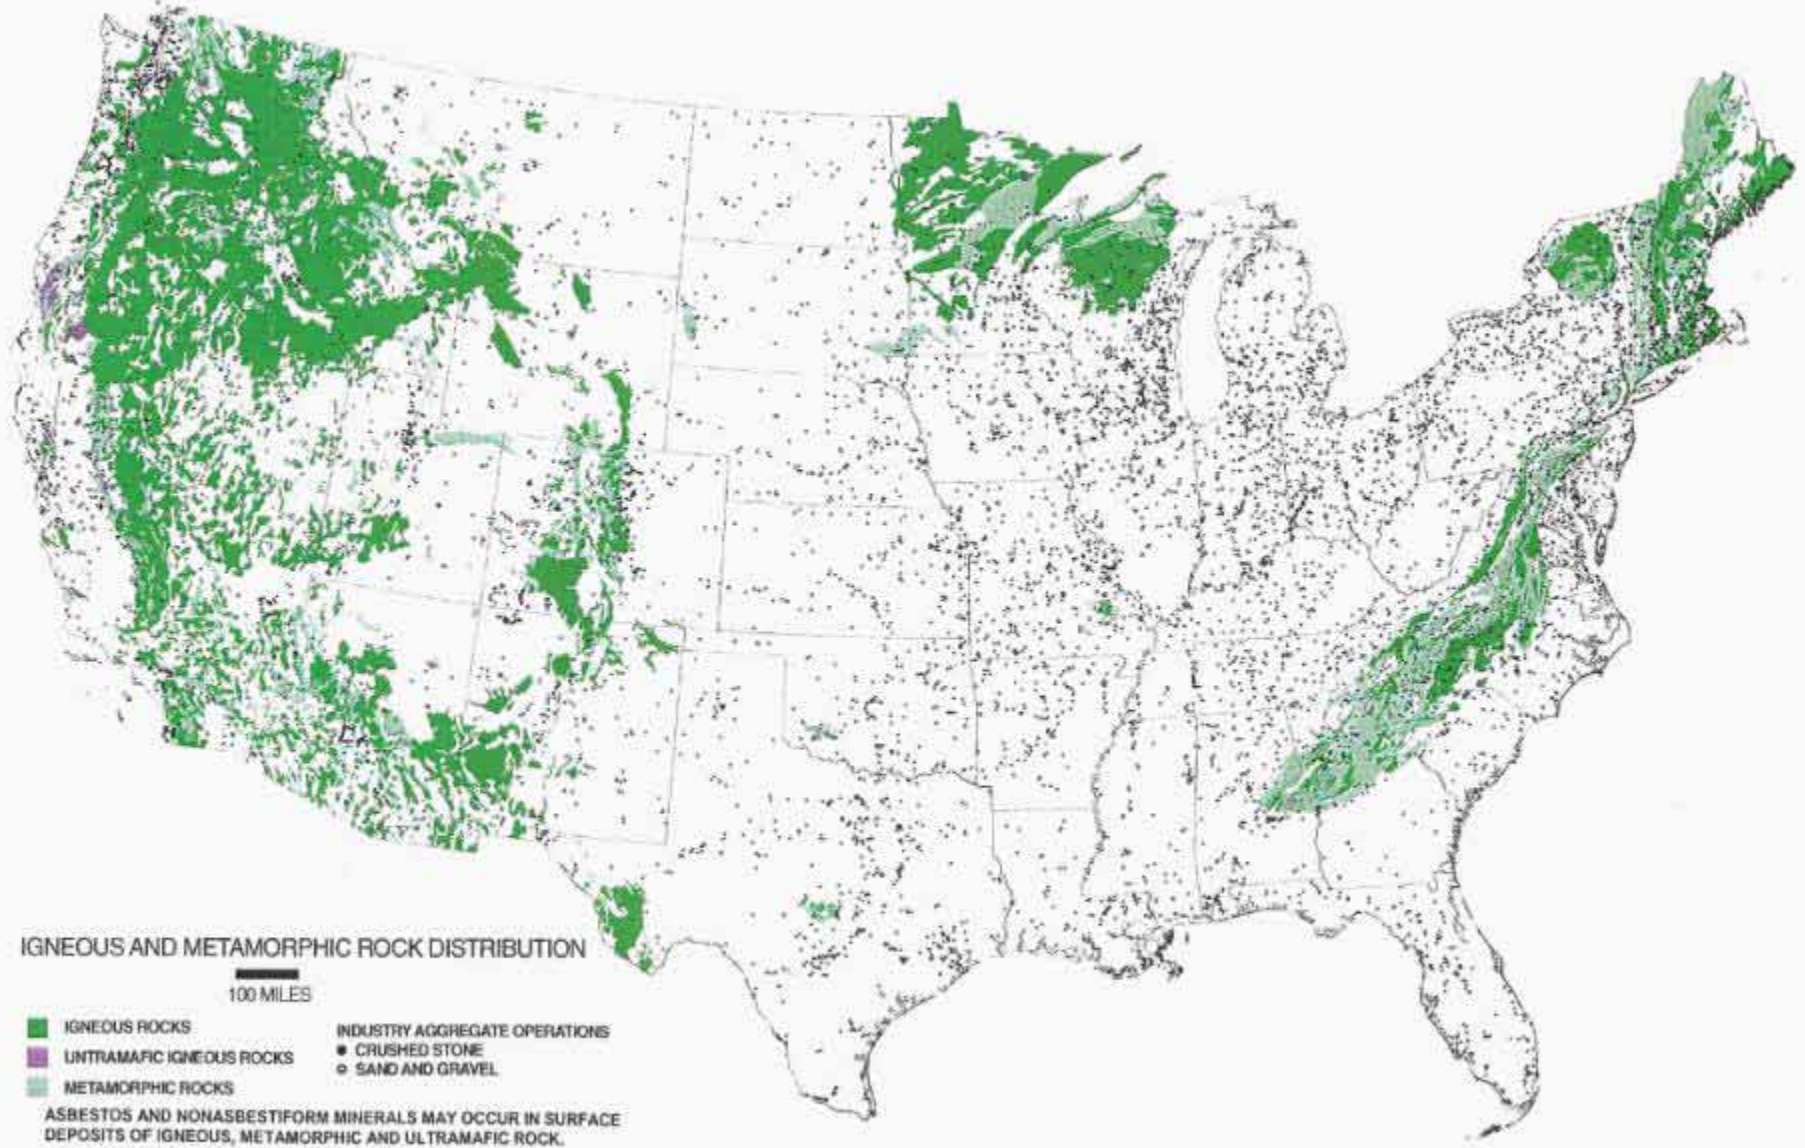 IGNEOUS AND METAMORPHIC ROCK DISTRIBUTION
100 MILES
IGNEOUS ROCKS
UNTRAMAFIC IGNEOUS ROCKS
METAMORPHIC ROCKS
INDUSTRY AGGREGATE OPERATIONS
CRUSHED STONE
SAND AND GRAVEL
ASBESTOS AND NONASBESTIFORM MINERALS MAY OCCUR IN SURFACE
DEPOSITS OF IGNEOUS, METAMORPHIC AND ULTRAMAFIC ROCK.